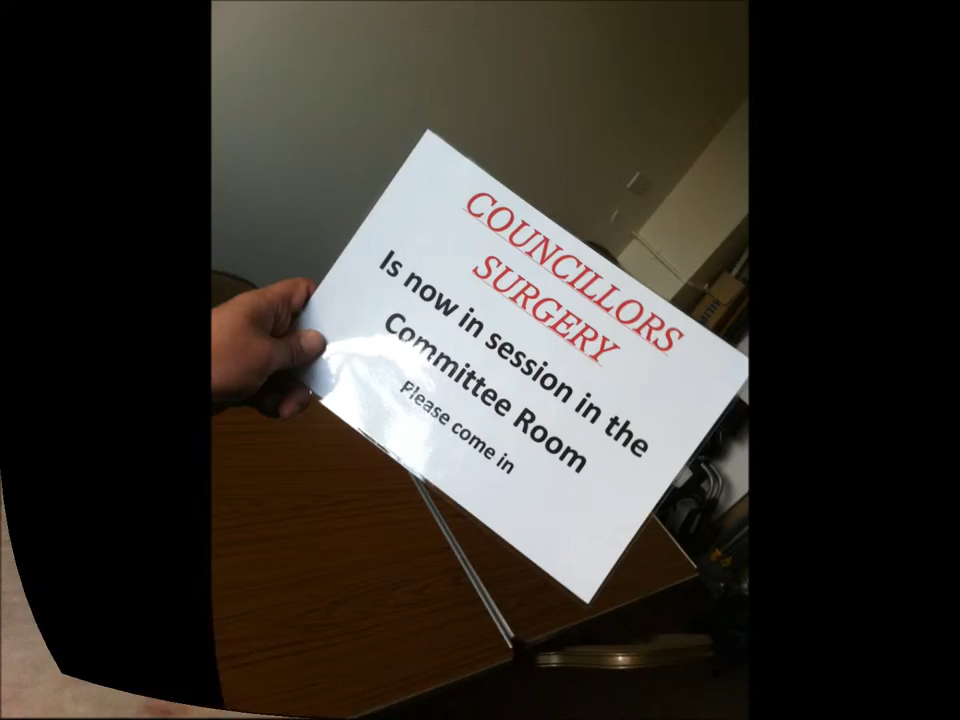 COUNCILLORS
SURGERY
Is now in session in the
Committee Room
Please come in